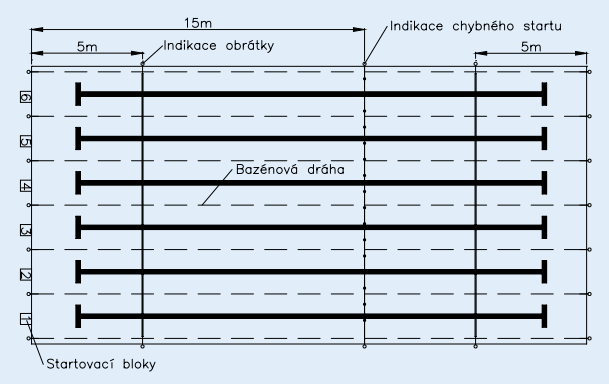 15m
Indikace chybného startu
5m
Indikace obrátky
5m
6
5
Bazénová dráha
4
3
2
1
Startovací bloky